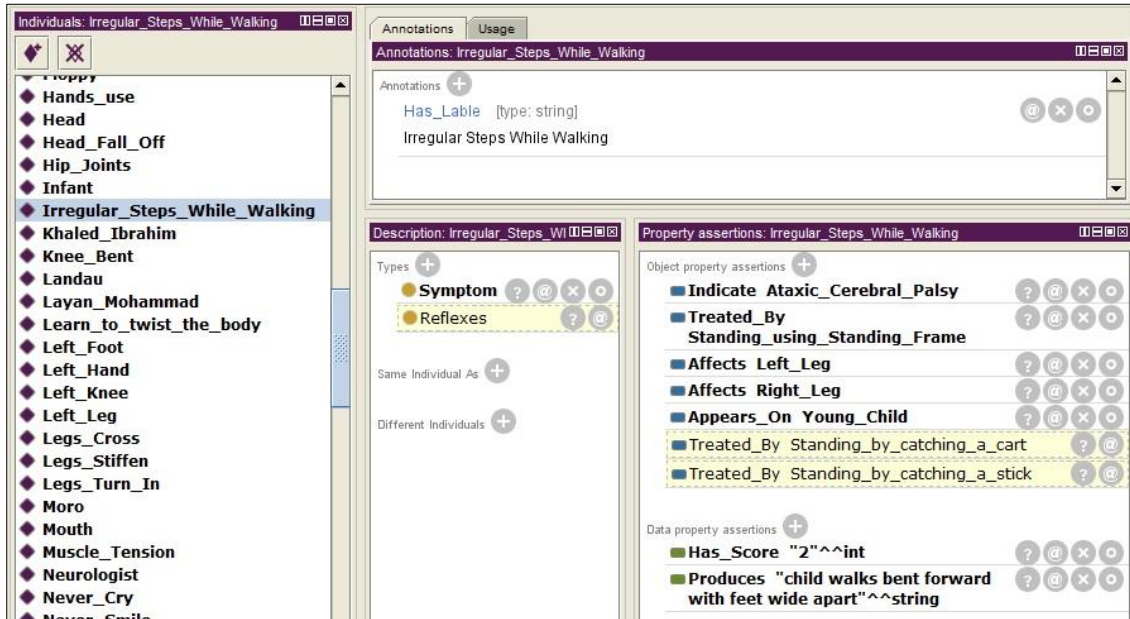 Individuals: Irregular_Steps_While_Walking
Floppy
Hands_use
Head
Head_Fall_Off
Hip_Joints
Infant
Irregular_Steps_While_Walking
Khaled_Ibrahim
Knee_Bent
Landau
Layan_Mohammad
Learn_to_twist_the_body
Left_Foot
Left_Hand
Left_Knee
Left_Leg
Legs_Cross
Legs_Stiffen
Legs_Turn_In
Moro
Mouth
Muscle_Tension
Neurologist
Never_Cry
Never_Smile
Annotations Usage
Annotations: Irregular_Steps_While_Walking
Annotations
Has_Lable [type: string]
Irregular Steps While Walking
Description: Irregular_Steps_Wl
Types
Symptom
Reflexes
Same Individual As
Different Individuals
Property assertions: Irregular_Steps_While_Walking
Object property assertions
Indicate Ataxic_Cerebral_Palsy
Treated_By
Standing_using_Standing_Frame
Affects Left_Leg
Affects Right_Leg
Appears_On Young_Child
Treated_By Standing_by_catching_a_cart
Treated_By Standing_by_catching_a_stick
Data property assertions
Has_Score "2"^^int
Produces "child walks bent forward
with feet wide apart"^^string